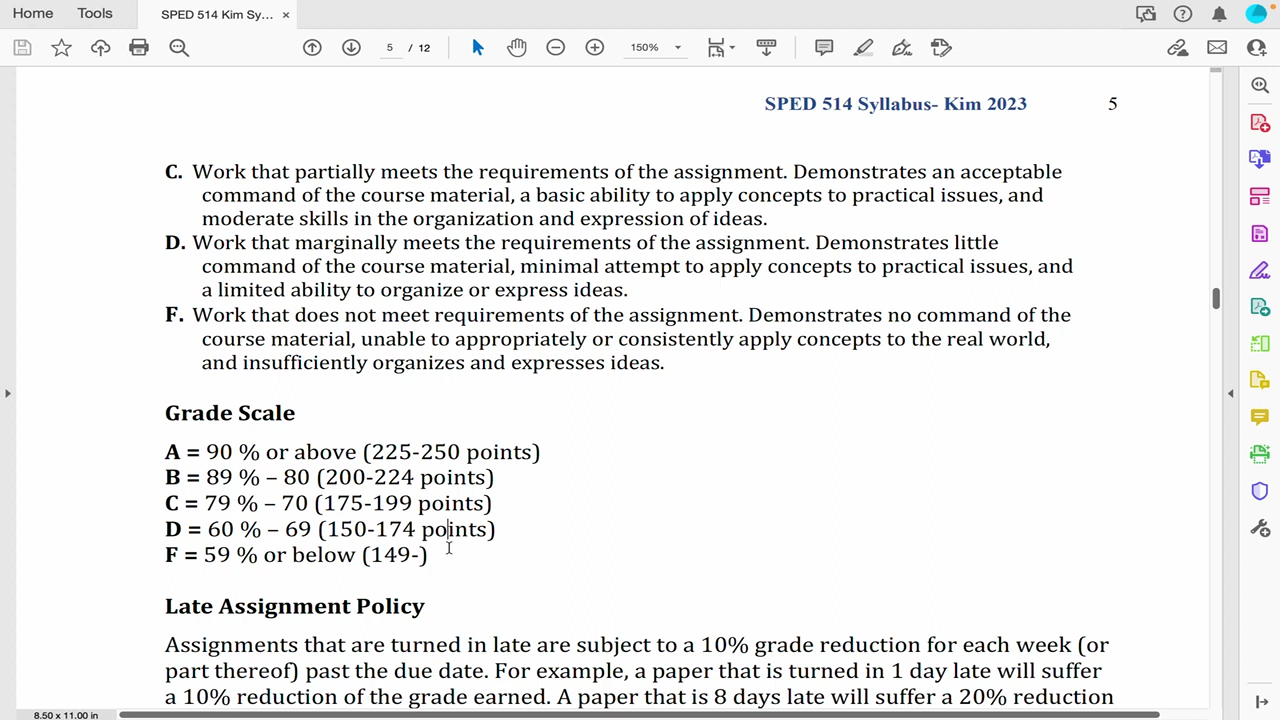 Home Tools SPED 514 Kim Sy... ×
5 / 12 150%
SPED 514 Syllabus- Kim 2023 5
C. Work that partially meets the requirements of the assignment. Demonstrates an acceptable
command of the course material, a basic ability to apply concepts to practical issues, and
moderate skills in the organization and expression of ideas.
D. Work that marginally meets the requirements of the assignment. Demonstrates little
command of the course material, minimal attempt to apply concepts to practical issues, and
a limited ability to organize or express ideas.
F. Work that does not meet requirements of the assignment. Demonstrates no command of the
course material, unable to appropriately or consistently apply concepts to the real world,
and insufficiently organizes and expresses ideas.
Grade Scale
A = 90 % or above (225-250 points)
B = 89 % – 80 (200-224 points)
C = 79 % – 70 (175-199 points)
D = 60 % – 69 (150-174 points)
F = 59 % or below (149-)
Late Assignment Policy
Assignments that are turned in late are subject to a 10% grade reduction for each week (or
part thereof) past the due date. For example, a paper that is turned in 1 day late will suffer
a 10% reduction of the grade earned. A paper that is 8 days late will suffer a 20% reduction
8.50 x 11.00 in